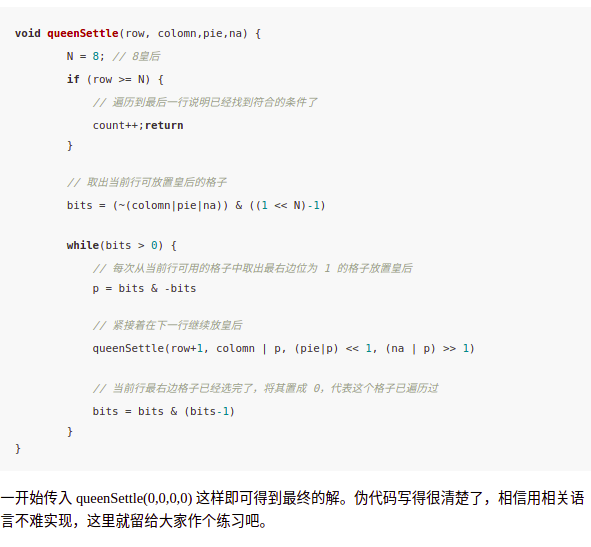 void queenSettle(row, colomn,pie,na) {
N = 8; // 8皇后
if (row >= N) {
// 遍历到最后一行说明已经找到符合的条件了
count++;return
}
// 取出当前行可放置皇后的格子
bits = (~(colomn|pie|na)) & ((1 << N)-1)
while(bits > 0) {
// 每次从当前行可用的格子中取出最右边位为 1 的格子放置皇后
p = bits & -bits
// 紧接着在下一行继续放皇后
queenSettle(row+1, colomn | p, (pie|p) << 1, (na | p) >> 1)
// 当前行最右边格子已经选完了，将其置成 0，代表这个格子已遍历过
bits = bits & (bits-1)
}
}
一开始传入 queenSettle(0,0,0,0) 这样即可得到最终的解。伪代码写得很清楚了，相信用相关语
言不难实现，这里就留给大家作个练习吧。